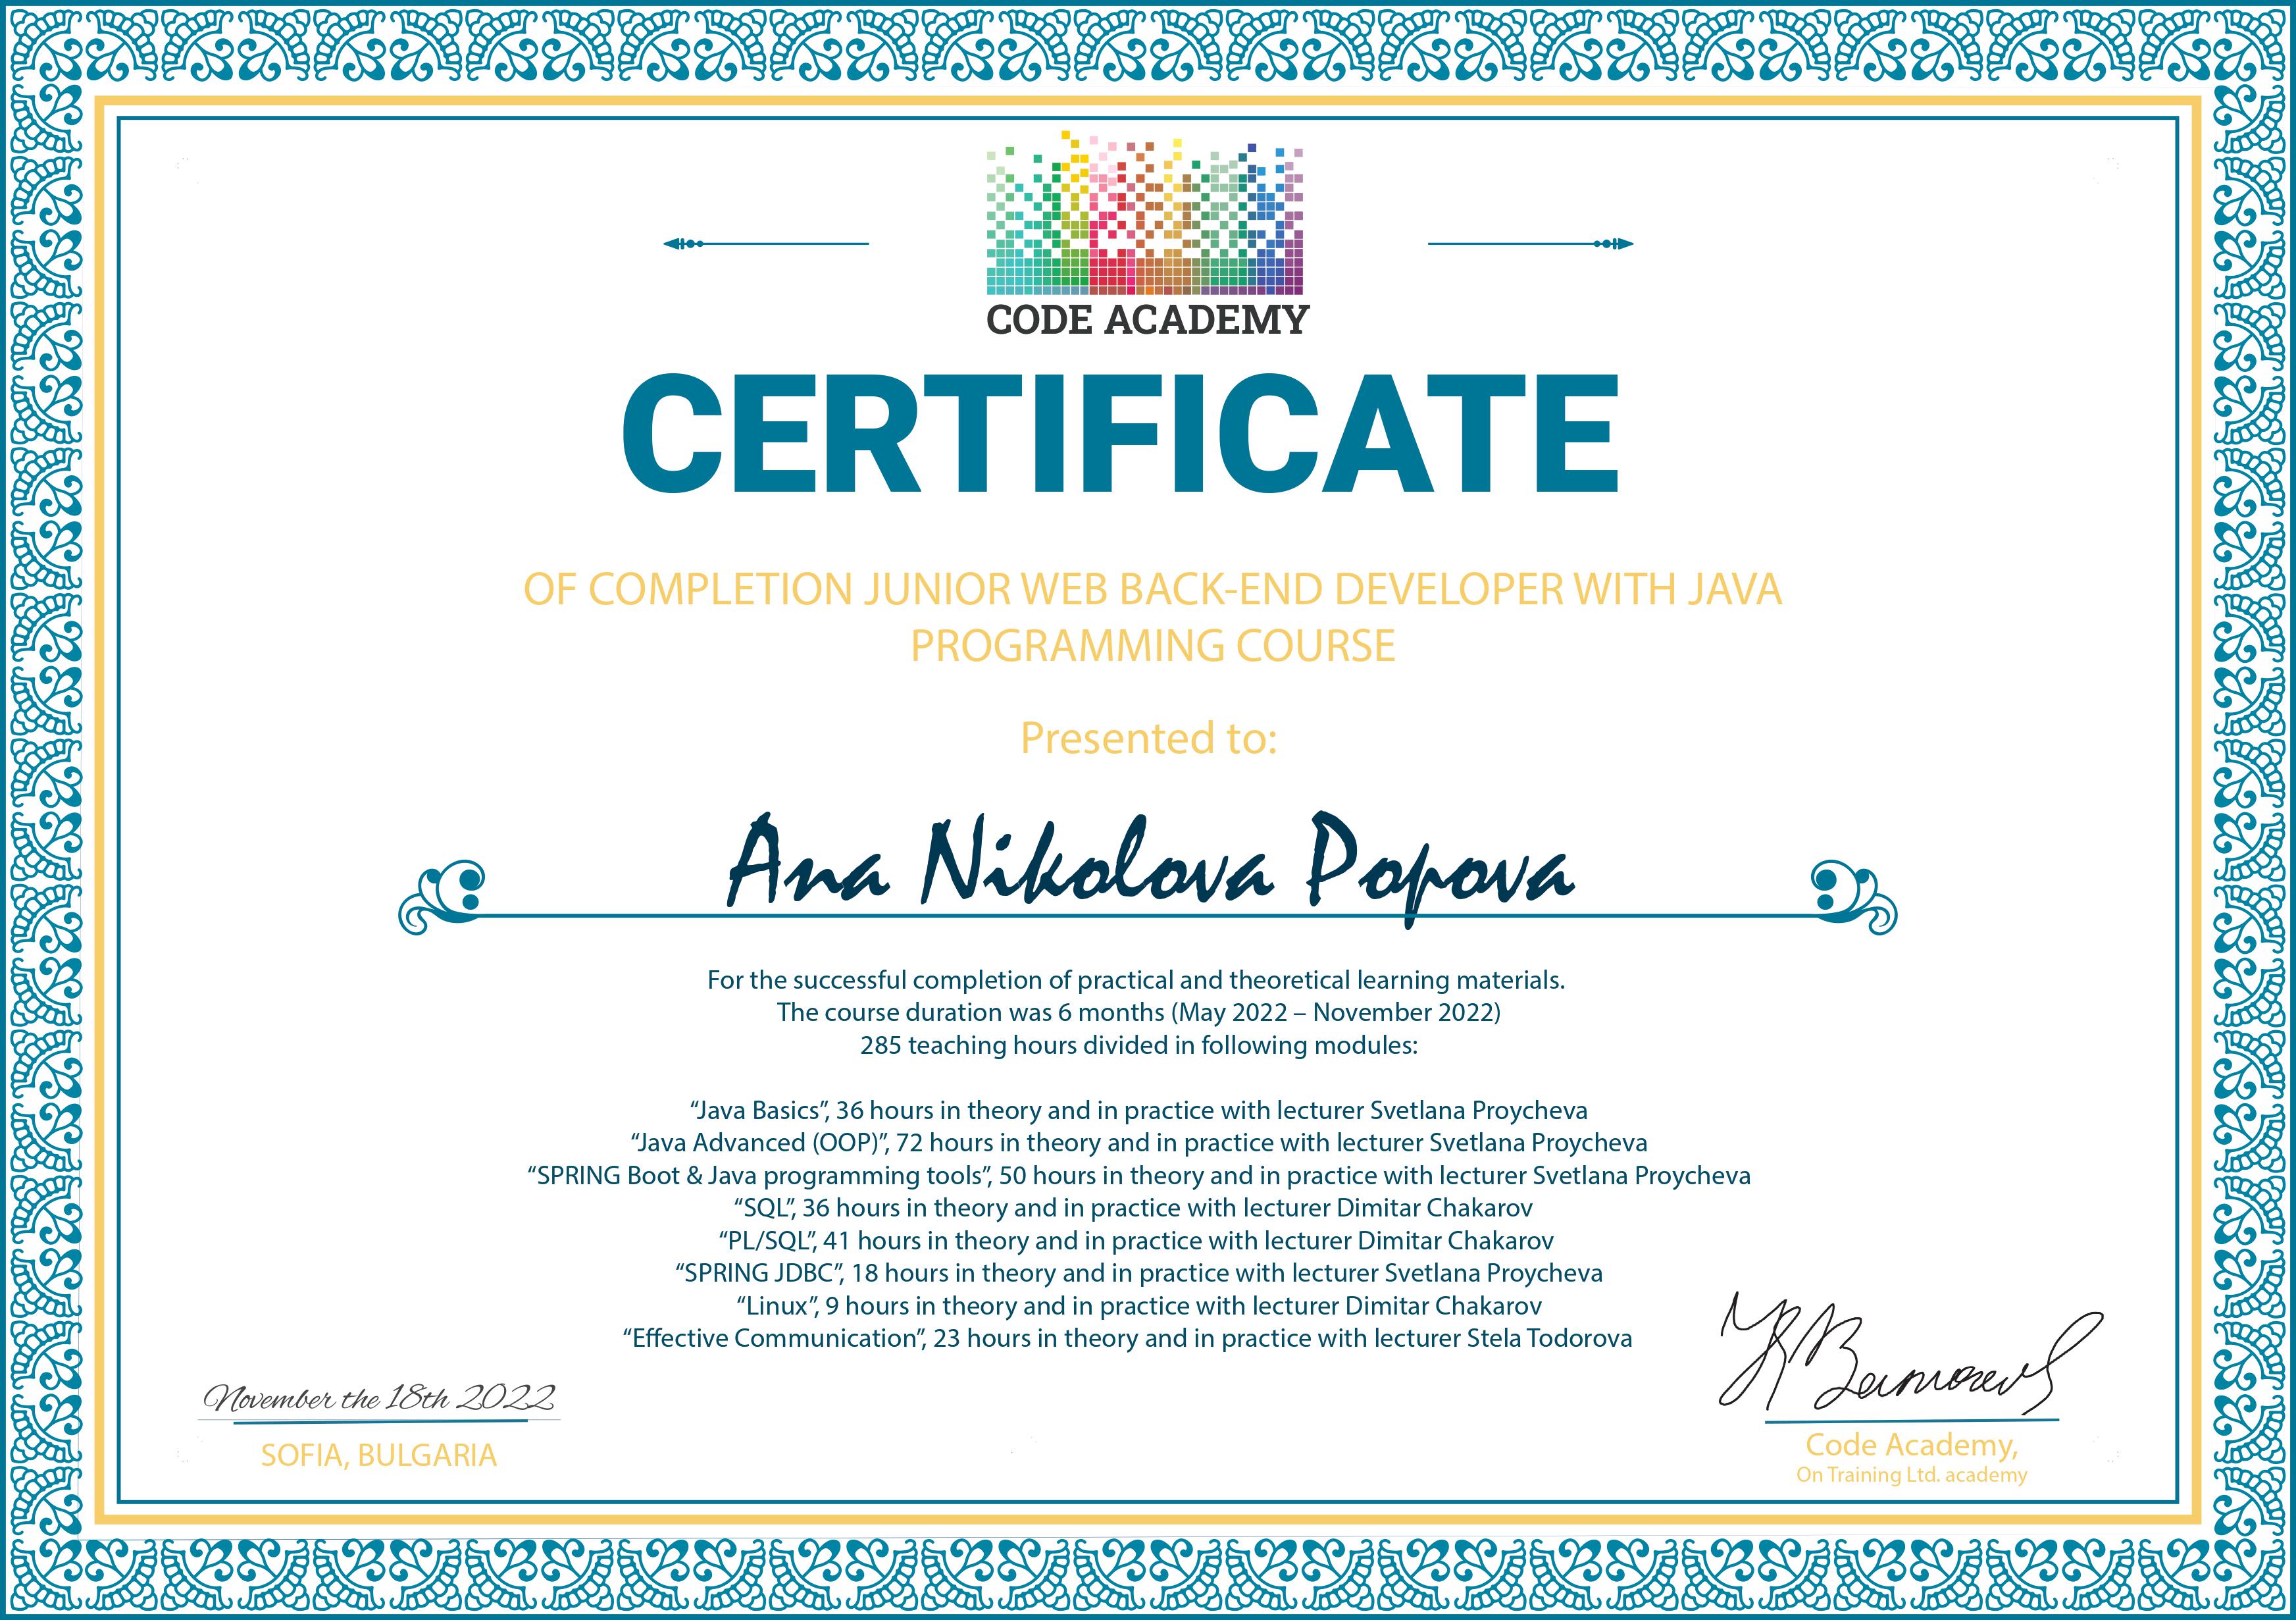 CODE ACADEMY
CERTIFICATE
OF COMPLETION JUNIOR WEB BACK-END DEVELOPER WITH JAVA
PROGRAMMING COURSE
Presented to:
Ana Nikolova Popova
For the successful completion of practical and theoretical learning materials.
The course duration was 6 months (May 2022 – November 2022)
285 teaching hours divided in following modules:
“Java Basics”, 36 hours in theory and in practice with lecturer Svetlana Proycheva
“Java Advanced (OOP)”, 72 hours in theory and in practice with lecturer Svetlana Proycheva
“SPRING Boot & Java programming tools”, 50 hours in theory and in practice with lecturer Svetlana Proycheva
“SQL”, 36 hours in theory and in practice with lecturer Dimitar Chakarov
“PL/SQL”, 41 hours in theory and in practice with lecturer Dimitar Chakarov
“SPRING JDBC”, 18 hours in theory and in practice with lecturer Svetlana Proycheva
“Linux”, 9 hours in theory and in practice with lecturer Dimitar Chakarov
“Effective Communication”, 23 hours in theory and in practice with lecturer Stela Todorova
November the 18th 2022
SOFIA, BULGARIA
Code Academy,
On Training Ltd. academy